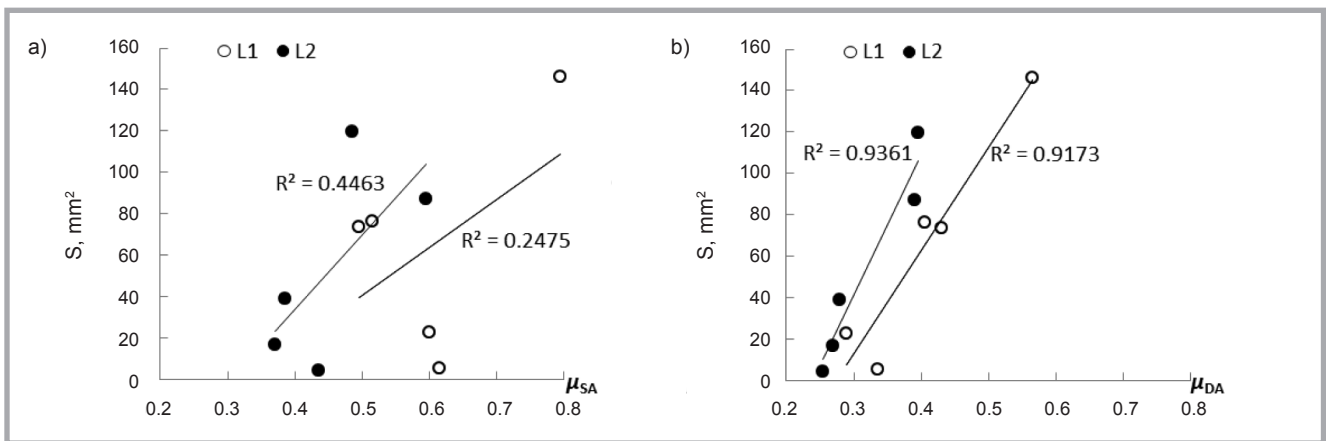 a)
L1 L2
S, mm²
160
140
120
100
80
60
40
20
0
R² = 0.4463
R² = 0.2475
μSA
0.2 0.3 0.4 0.5 0.6 0.7 0.8
b)
L1 L2
S, mm²
160
140
120
100
80
60
40
20
0
R² = 0.9361
R² = 0.9173
μDA
0.2 0.3 0.4 0.5 0.6 0.7 0.8